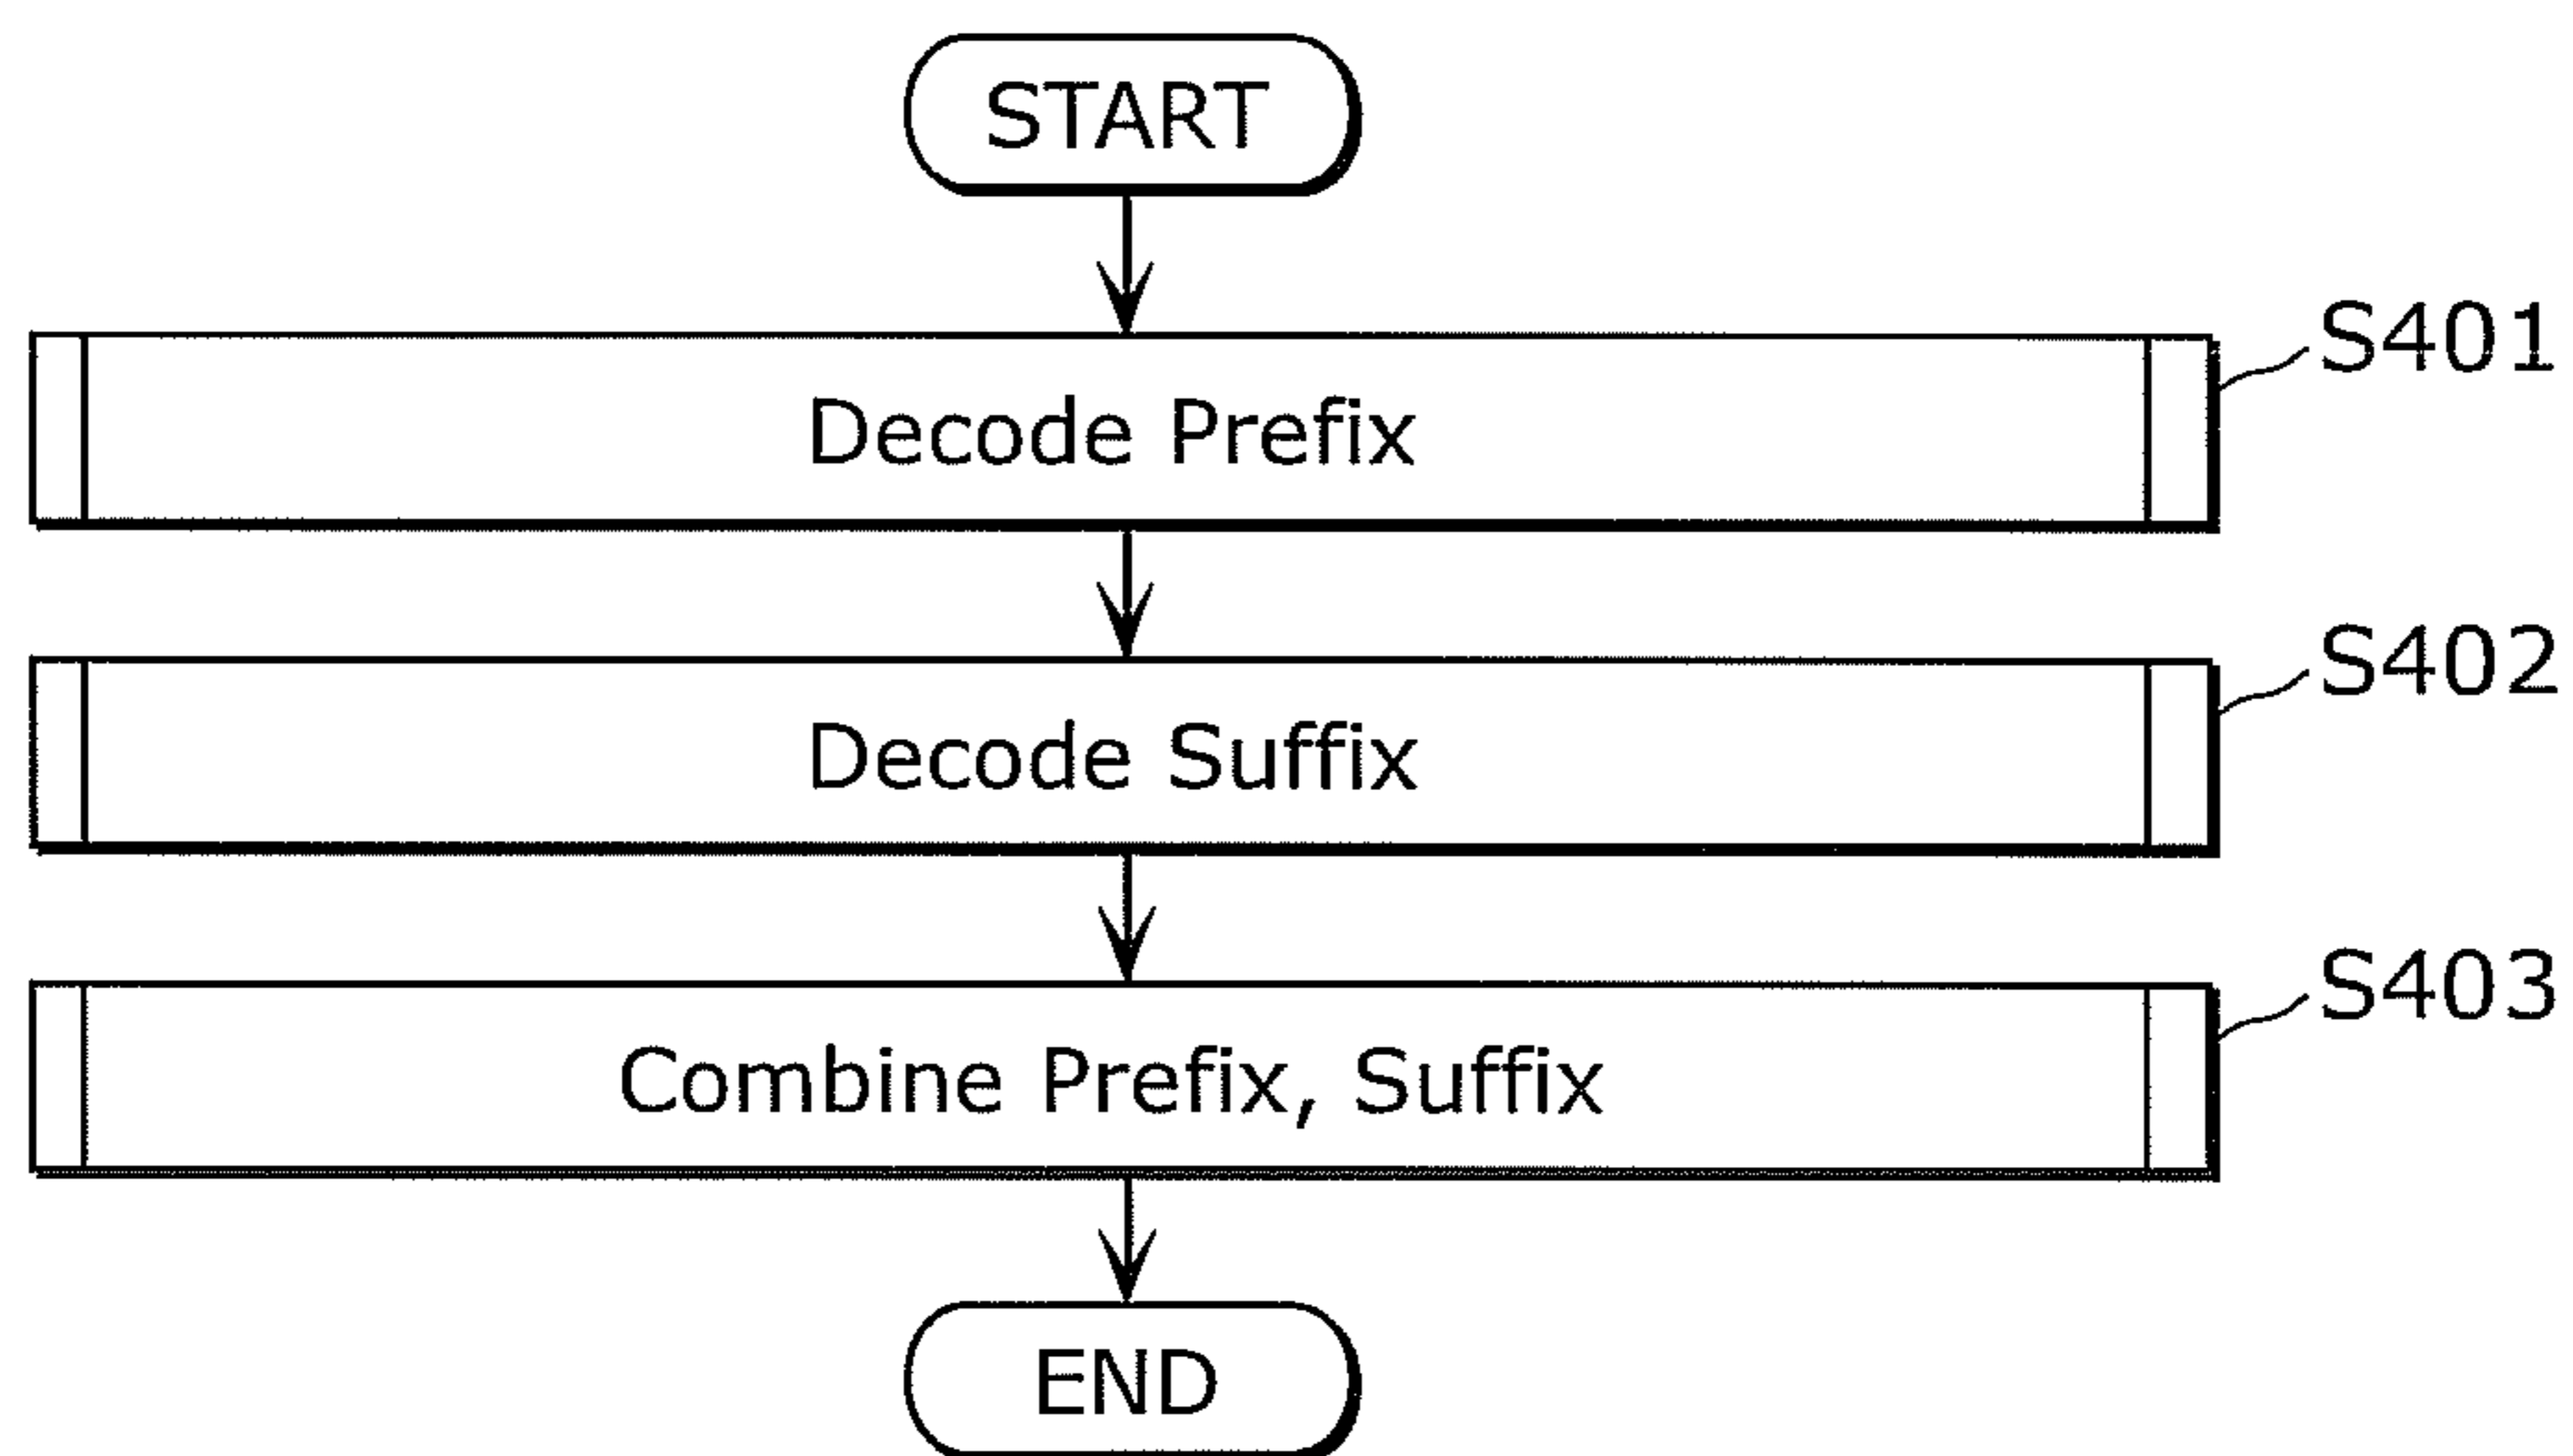 START
S401
Decode Prefix
S402
Decode Suffix
S403
Combine Prefix, Suffix
END